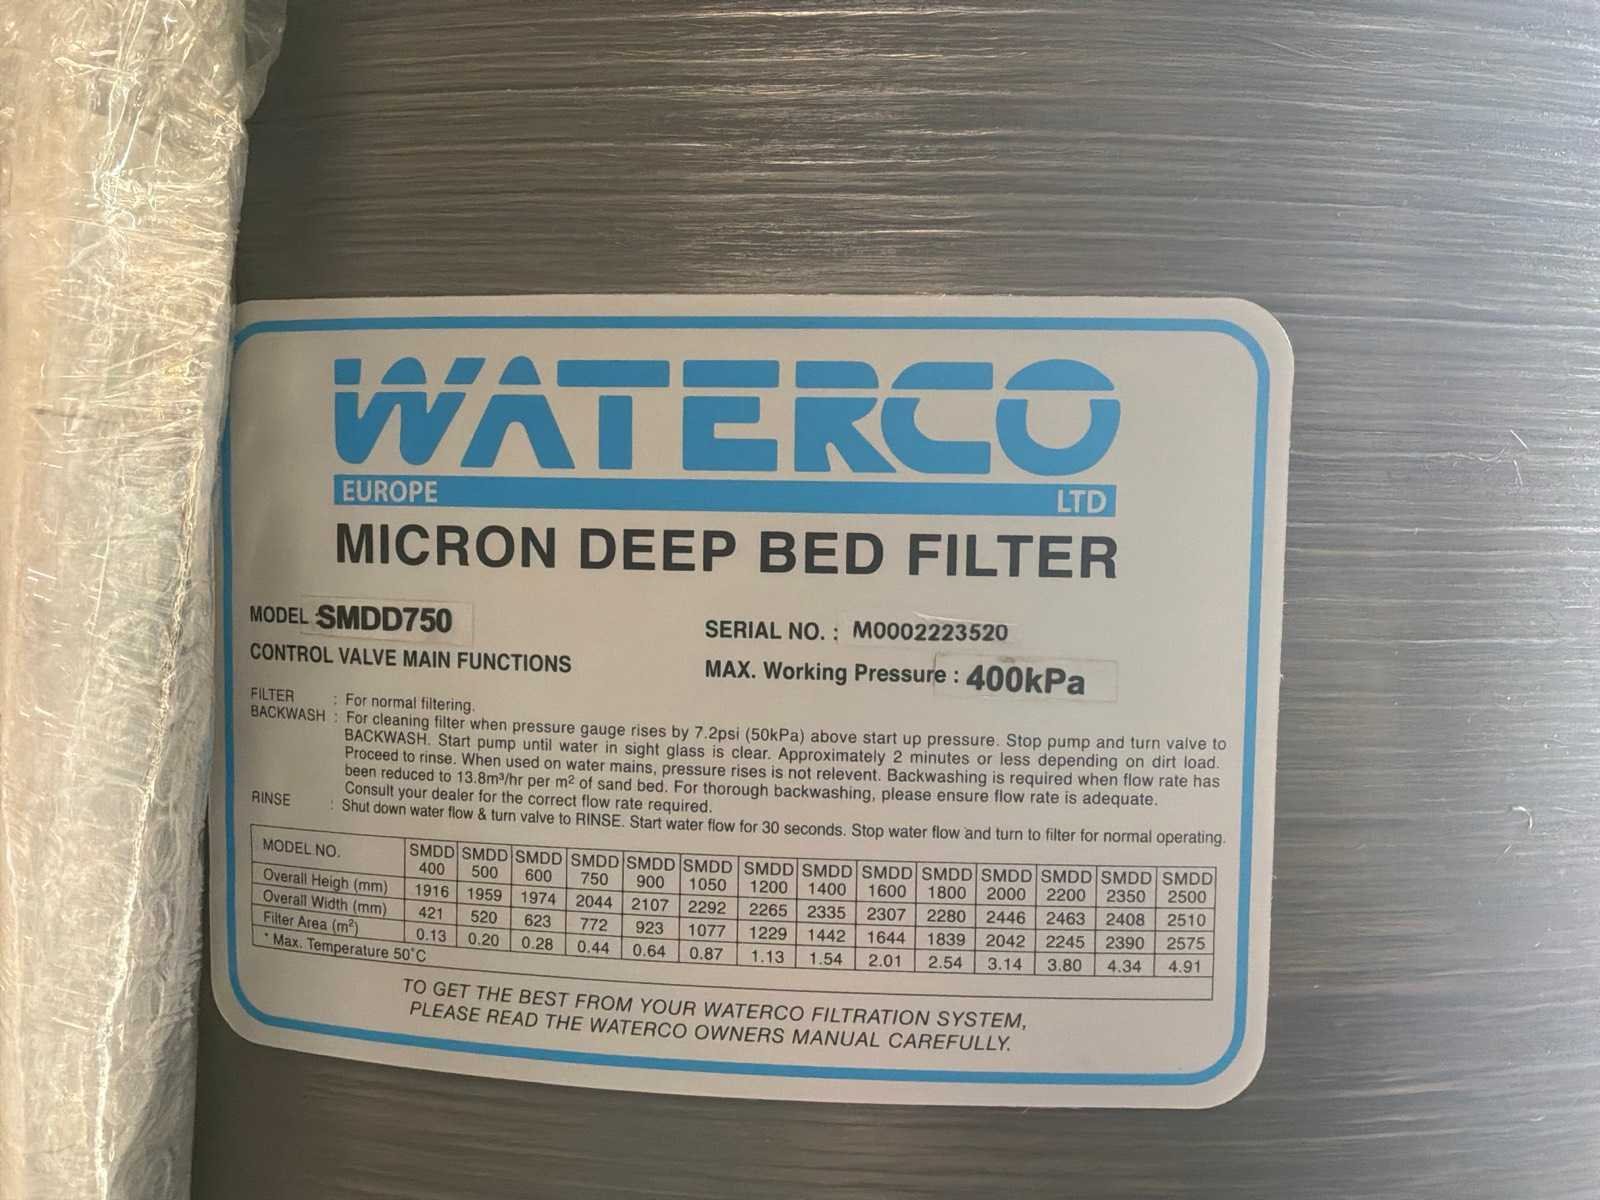 WATERCO
EUROPE LTD
MICRON DEEP BED FILTER
MODEL : SMDD750
SERIAL NO. : M0002223520
CONTROL VALVE MAIN FUNCTIONS
MAX. Working Pressure : 400kPa
FILTER : For normal filtering.
BACKWASH : For cleaning filter when pressure gauge rises by 7.2psi (50kPa) above start up pressure. Stop pump and turn valve to
BACKWASH. Start pump until water in sight glass is clear. Approximately 2 minutes or less depending on dirt load.
Proceed to rinse. When used on water mains, pressure rises is not relevent. Backwashing is required when flow rate has
been reduced to 13.8m³/hr per m² of sand bed. For thorough backwashing, please ensure flow rate is adequate.
Consult your dealer for the correct flow rate required.
RINSE : Shut down water flow & turn valve to RINSE. Start water flow for 30 seconds. Stop water flow and turn to filter for normal operating.
MODEL NO. SMDD 400 SMDD 500 SMDD 600 SMDD 750 SMDD 900 SMDD 1050 SMDD 1200 SMDD 1400 SMDD 1600 SMDD 1800 SMDD 2000 SMDD 2200 SMDD 2350 SMDD 2500
Overall Heigh (mm) 1916 1959 1974 2044 2107 2292 2265 2335 2307 2280 2446 2463 2408 2510
Overall Width (mm) 421 520 623 772 923 1077 1229 1442 1644 1839 2042 2245 2390 2575
Filter Area (m²) 0.13 0.20 0.28 0.44 0.64 0.87 1.13 1.54 2.01 2.54 3.14 3.80 4.34 4.91
* Max. Temperature 50°C
TO GET THE BEST FROM YOUR WATERCO FILTRATION SYSTEM,
PLEASE READ THE WATERCO OWNERS MANUAL CAREFULLY.